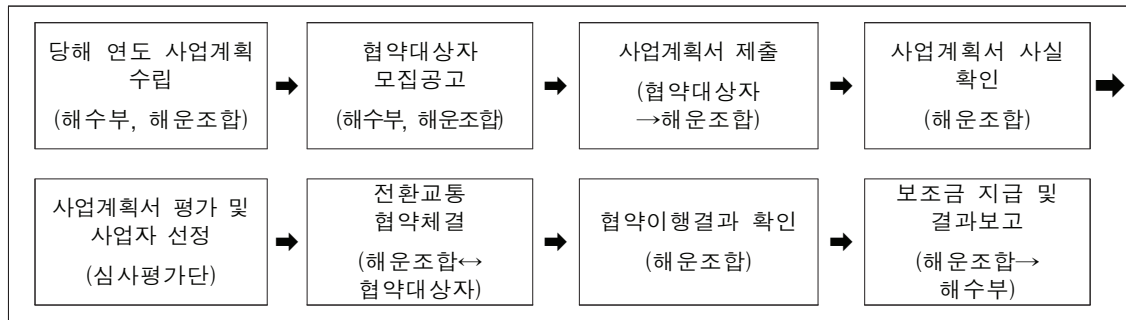 당해 연도 사업계획
수립
(해수부, 해운조합)
협약대상자
모집공고
(해수부, 해운조합)
사업계획서 제출
(협약대상자
→해운조합)
사업계획서 사실
확인
(해운조합)
사업계획서 평가 및
사업자 선정
(심사평가단)
전환교통
협약체결
(해운조합↔
협약대상자)
협약이행결과 확인
(해운조합)
보조금 지급 및
결과보고
(해운조합→
해수부)